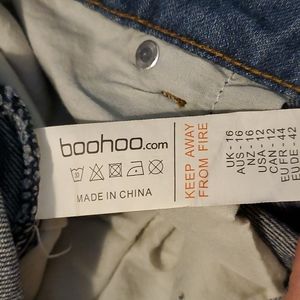 boohoo.com
MADE IN CHINA
KEEP AWAY
FROM FIRE
UK - 16
AUS - 16
NZ - 16
USA - 12
CAN - 12
EU FR - 44
EU DE - 42